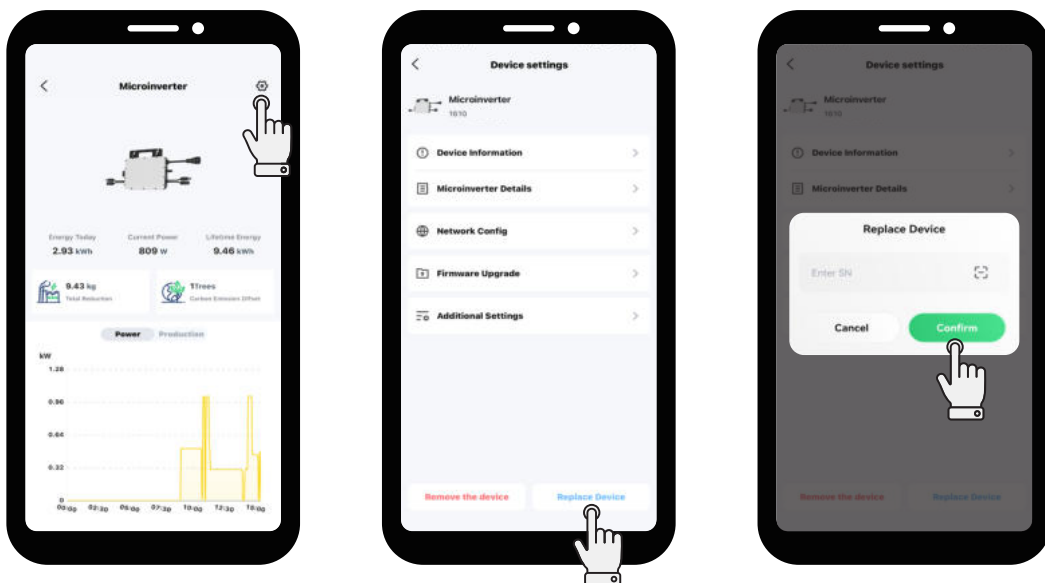 Microinverter
Energy Today Current Power Lifetime Energy
2.93 kWh 809 w 9.46 kWh
9.43 kg 1Trees
Total Reduction Carbon Emission Offset
Power Production
kW
1.28
0.96
0.64
0.32
0
00:00 02:30 05:00 07:30 10:00 12:30 15:00
Device settings
Microinverter
1610
Device Information
Microinverter Details
Network Config
Firmware Upgrade
Additional Settings
Remove the device Replace Device
Device settings
Microinverter
1610
Device Information
Microinverter Details
Replace Device
Enter SN
Cancel Confirm
Remove the device Replace Device